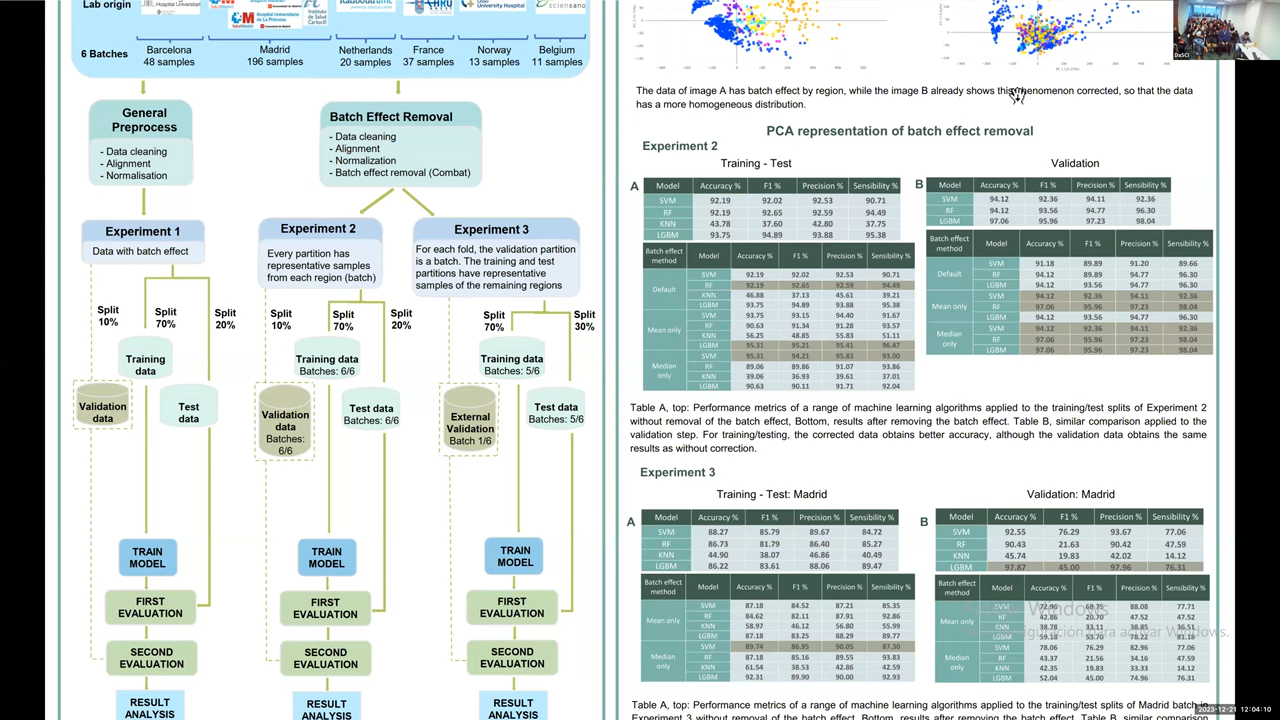 Lab origin
6 Batches
Barcelona
48 samples
Madrid
196 samples
Netherlands
20 samples
France
37 samples
Norway
13 samples
Belgium
11 samples
General
Preprocess
- Data cleaning
- Alignment
- Normalisation
Batch Effect Removal
- Data cleaning
- Alignment
- Normalization
- Batch effect removal (Combat)
Experiment 1
Data with batch effect
Experiment 2
Every partition has
representative samples
from each region (batch)
Experiment 3
For each fold, the validation partition
is a batch. The training and test
partitions have representative
samples of the remaining regions
Split
10%
Split
70%
Split
20%
Split
10%
Split
70%
Split
20%
Split
70%
Split
30%
Training
data
Validation
data
Test
data
Training data
Batches: 6/6
Validation
data
Batches:
6/6
Test data
Batches: 6/6
Training data
Batches: 5/6
External
Validation
Batch 1/6
Test data
Batches: 5/6
TRAIN
MODEL
TRAIN
MODEL
TRAIN
MODEL
FIRST
EVALUATION
FIRST
EVALUATION
FIRST
EVALUATION
SECOND
EVALUATION
SECOND
EVALUATION
SECOND
EVALUATION
RESULT
ANALYSIS
RESULT
ANALYSIS
RESULT
ANALYSIS
DaSCI
The data of image A has batch effect by region, while the image B already shows this phenomenon corrected, so that the data
has a more homogeneous distribution.
PCA representation of batch effect removal
Experiment 2
Training - Test
A
Model Accuracy % F1 % Precision % Sensibility %
SVM 92.19 92.02 92.53 90.71
RF 92.19 92.65 92.59 94.49
KNN 43.78 37.60 42.80 37.75
LGBM 93.75 94.89 93.88 95.38
Batch effect method Model Accuracy % F1 % Precision % Sensibility %
Default
SVM 92.19 92.02 92.53 90.71
RF 92.19 92.65 92.59 94.49
KNN 46.88 37.13 45.61 39.21
LGBM 93.75 94.89 93.88 95.38
Mean only
SVM 93.75 93.15 94.40 91.67
RF 90.63 91.34 91.28 93.57
KNN 56.25 48.85 55.83 51.11
LGBM 95.31 95.21 95.41 96.47
Median only
SVM 95.31 94.21 95.83 93.00
RF 89.06 89.86 91.07 93.86
KNN 39.06 36.93 39.61 37.01
LGBM 90.63 90.11 91.71 92.04
Validation
B
Model Accuracy % F1 % Precision % Sensibility %
SVM 94.12 92.36 94.11 92.36
RF 94.12 93.56 94.77 96.30
LGBM 97.06 95.96 97.23 98.04
Batch effect method Model Accuracy % F1 % Precision % Sensibility %
Default
SVM 91.18 89.89 91.20 89.66
RF 94.12 89.89 94.77 96.30
LGBM 94.12 93.56 94.77 96.30
Mean only
SVM 94.12 92.36 94.11 92.36
RF 97.06 95.96 97.23 98.04
LGBM 94.12 93.56 94.77 96.30
Median only
SVM 94.12 92.36 94.11 92.36
RF 97.06 95.96 97.23 98.04
LGBM 97.06 95.96 97.23 98.04
Table A, top: Performance metrics of a range of machine learning algorithms applied to the training/test splits of Experiment 2
without removal of the batch effect, Bottom, results after removing the batch effect. Table B, similar comparison applied to the
validation step. For training/testing, the corrected data obtains better accuracy, although the validation data obtains the same
results as without correction.
Experiment 3
Training - Test: Madrid
A
Model Accuracy % F1 % Precision % Sensibility %
SVM 88.27 85.79 89.67 84.72
RF 86.73 81.79 86.40 85.27
KNN 44.90 38.07 46.86 40.49
LGBM 86.22 83.61 88.06 89.47
Batch effect method Model Accuracy % F1 % Precision % Sensibility %
Mean only
SVM 87.18 84.52 87.21 85.35
RF 84.62 82.11 87.91 92.86
KNN 58.97 46.12 56.80 55.99
LGBM 87.18 83.25 88.29 89.77
Median only
SVM 89.74 86.95 90.05 87.30
RF 87.18 85.16 89.55 93.83
KNN 61.54 38.53 42.86 42.59
LGBM 92.31 89.90 90.00 92.93
Validation: Madrid
B
Model Accuracy % F1 % Precision % Sensibility %
SVM 92.55 76.29 93.67 77.06
RF 90.43 21.63 90.42 47.59
KNN 45.74 19.83 42.02 14.12
LGBM 97.87 45.00 97.96 76.31
Batch effect method Model Accuracy % F1 % Precision % Sensibility %
Mean only
SVM 68.75 88.08 77.71
RF 42.86 20.70 47.52 47.52
KNN 38.78 33.11 38.85 36.51
LGBM
Median only
SVM 78.06 76.29 82.96 77.06
RF 43.37 21.56 34.16 47.59
KNN 42.35 19.83 33.33 14.12
LGBM 52.04 45.00 74.96 76.31
Windows
para activar Windows.
Table A, top: Performance metrics of a range of machine learning algorithms applied to the training/test splits of Madrid batch in
Experiment 3 without removal of the batch effect. Bottom, results after removing the batch effect. Table B, similar comparison
2023-12-21 12:04:10